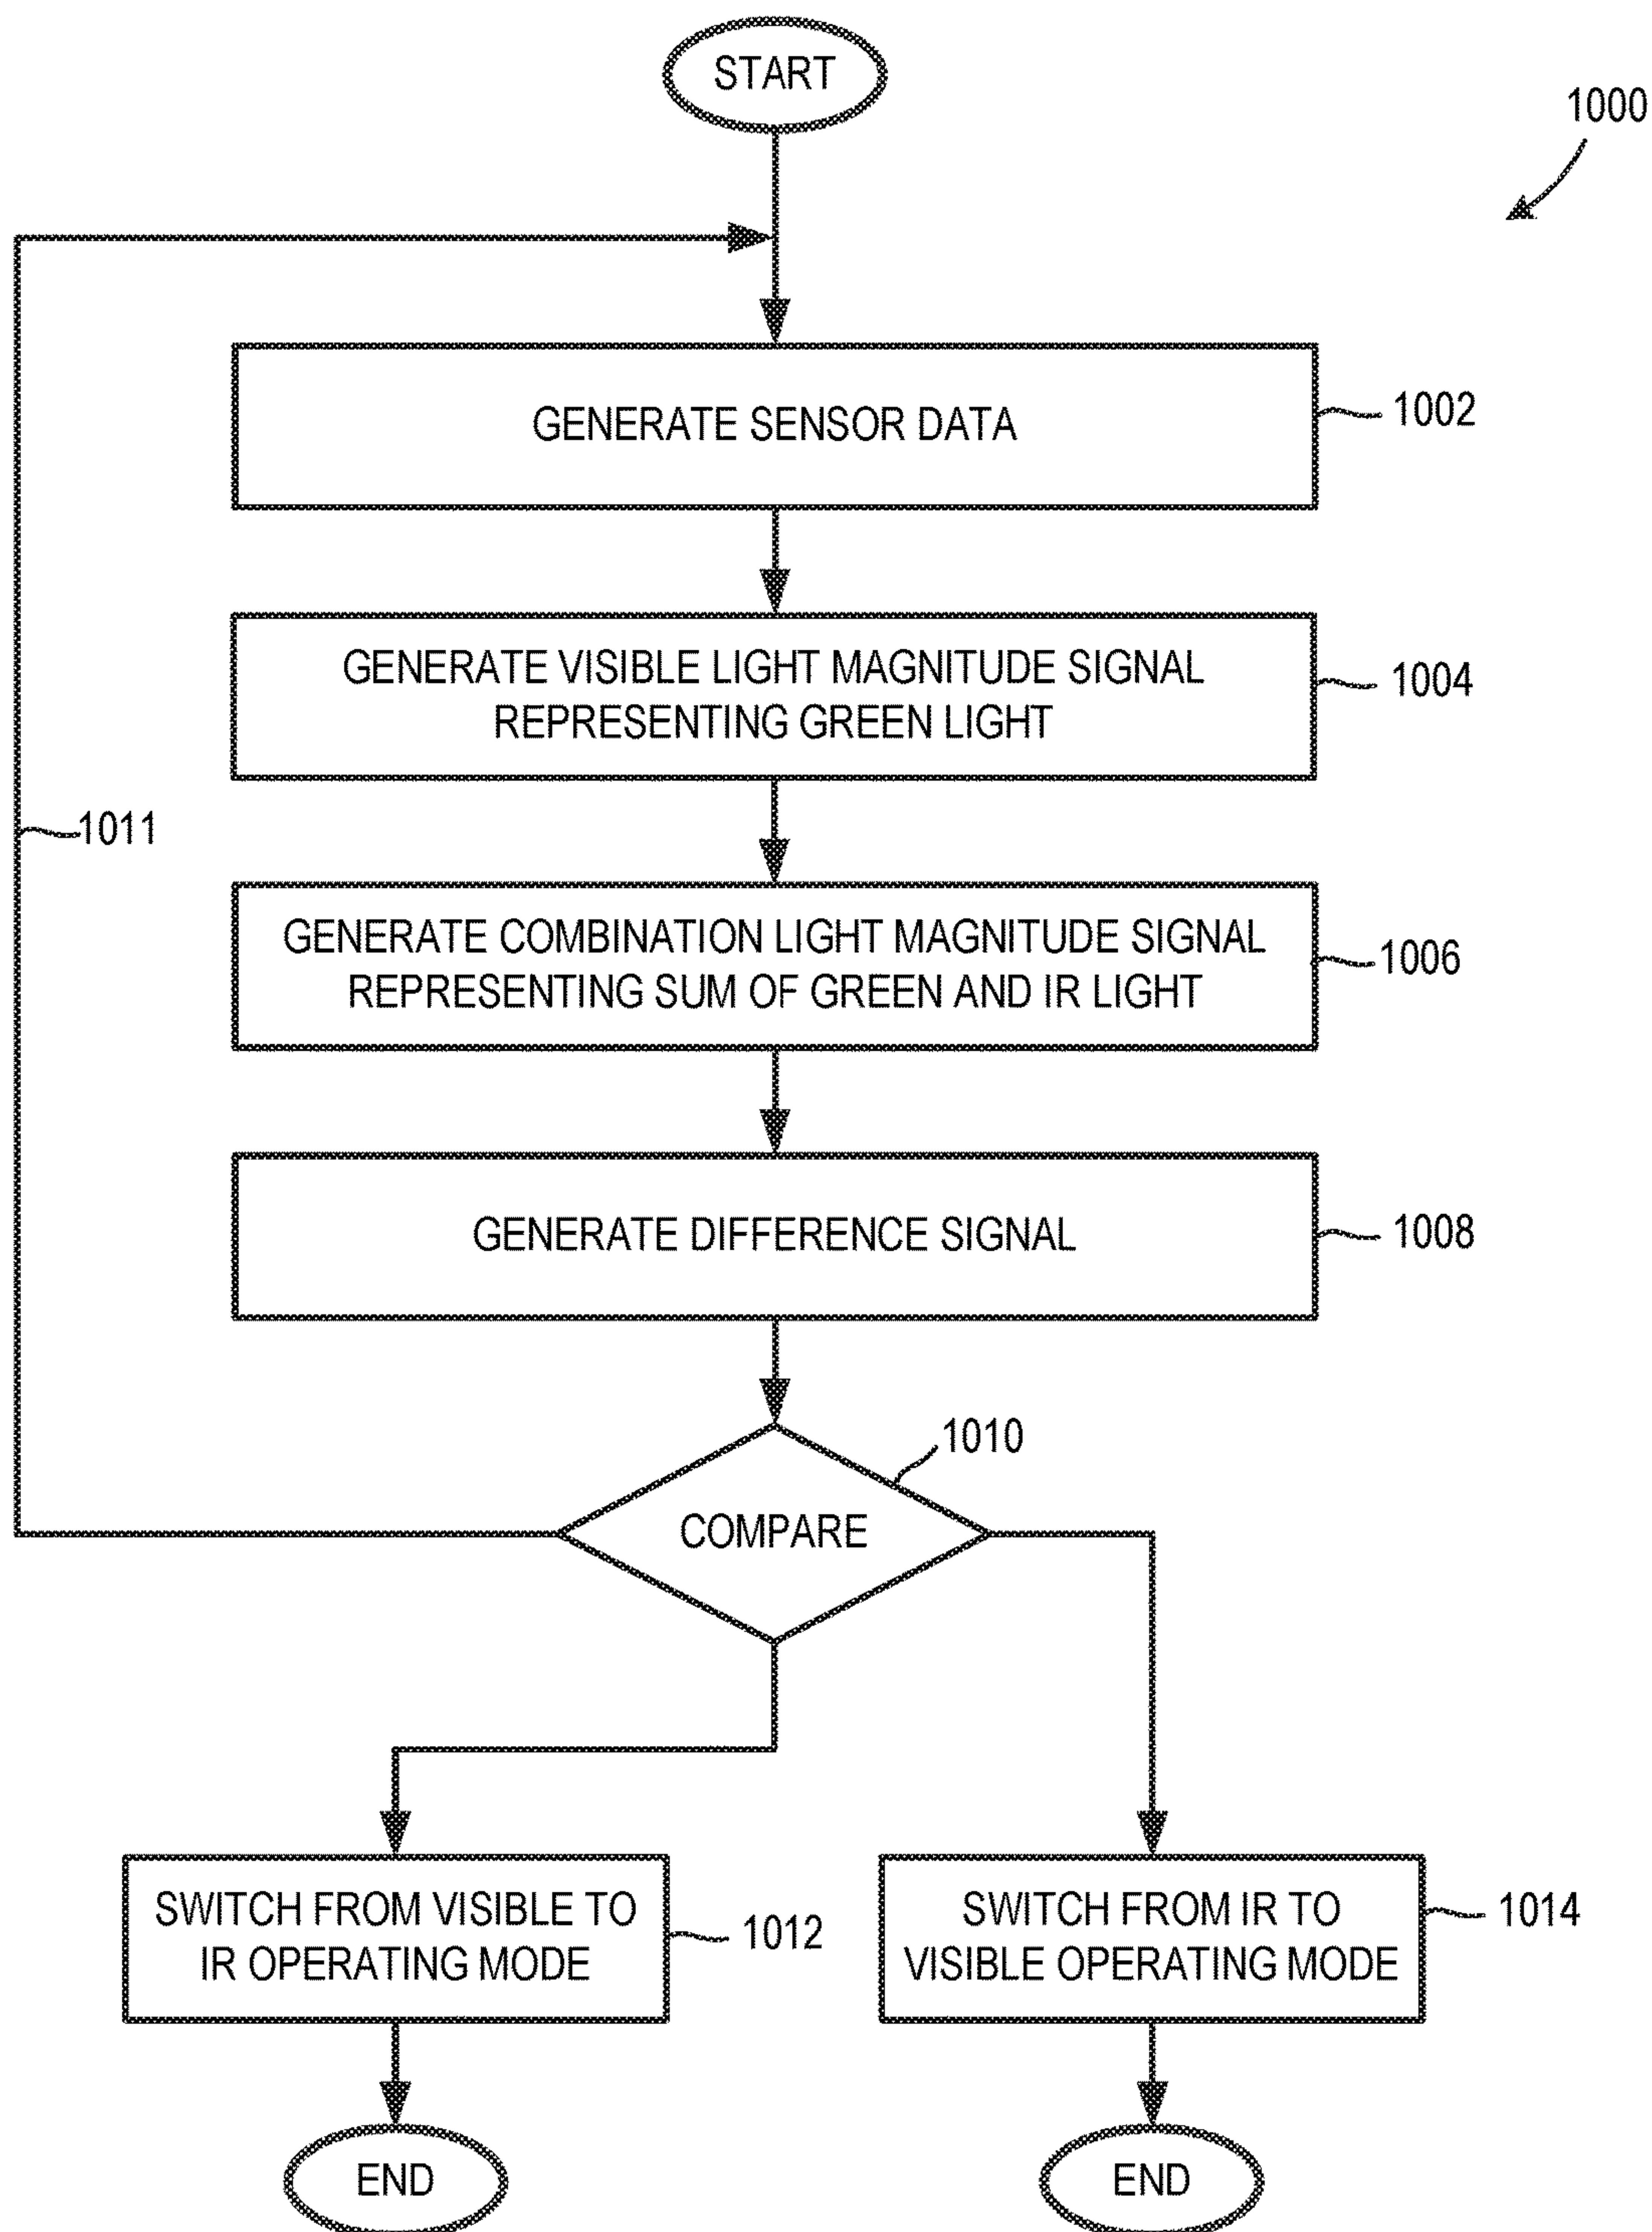 START
1000
GENERATE SENSOR DATA
1002
GENERATE VISIBLE LIGHT MAGNITUDE SIGNAL
REPRESENTING GREEN LIGHT
1004
1011
GENERATE COMBINATION LIGHT MAGNITUDE SIGNAL
REPRESENTING SUM OF GREEN AND IR LIGHT
1006
GENERATE DIFFERENCE SIGNAL
1008
1010
COMPARE
SWITCH FROM VISIBLE TO
IR OPERATING MODE
1012
SWITCH FROM IR TO
VISIBLE OPERATING MODE
1014
END
END